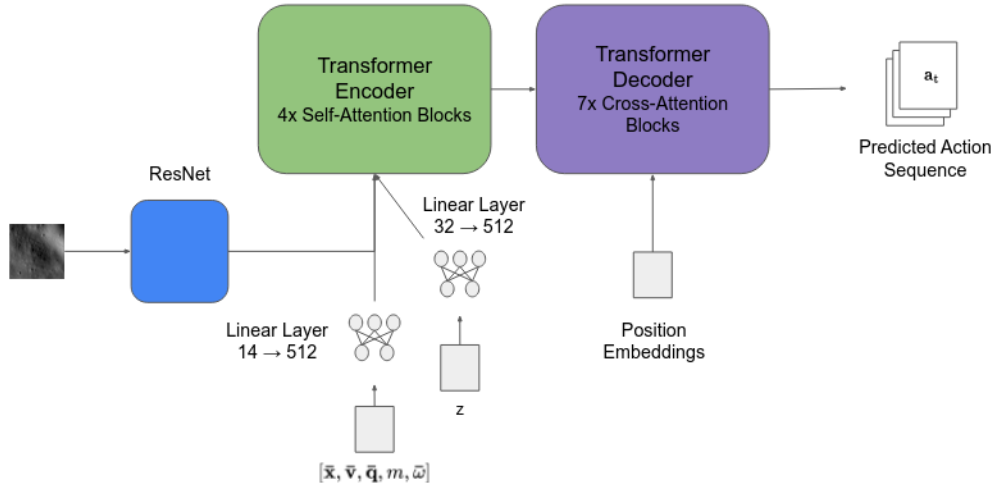 Transformer
Encoder
4x Self-Attention Blocks
Transformer
Decoder
7x Cross-Attention
Blocks
𝐚ₜ
Predicted Action
Sequence
ResNet
Linear Layer
32 → 512
Linear Layer
14 → 512
Position
Embeddings
z
[x̄, v̄, q̄, m, ω̄]